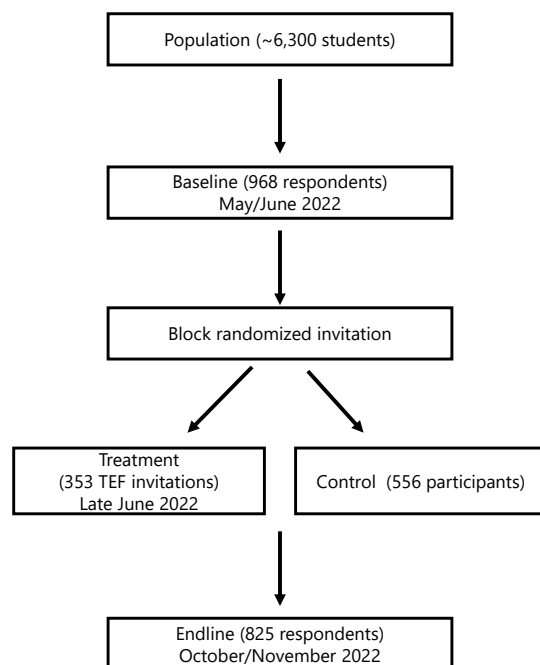 Population (~6,300 students)
Baseline (968 respondents)
May/June 2022
Block randomized invitation
Treatment
(353 TEF invitations)
Late June 2022
Control (556 participants)
Endline (825 respondents)
October/November 2022